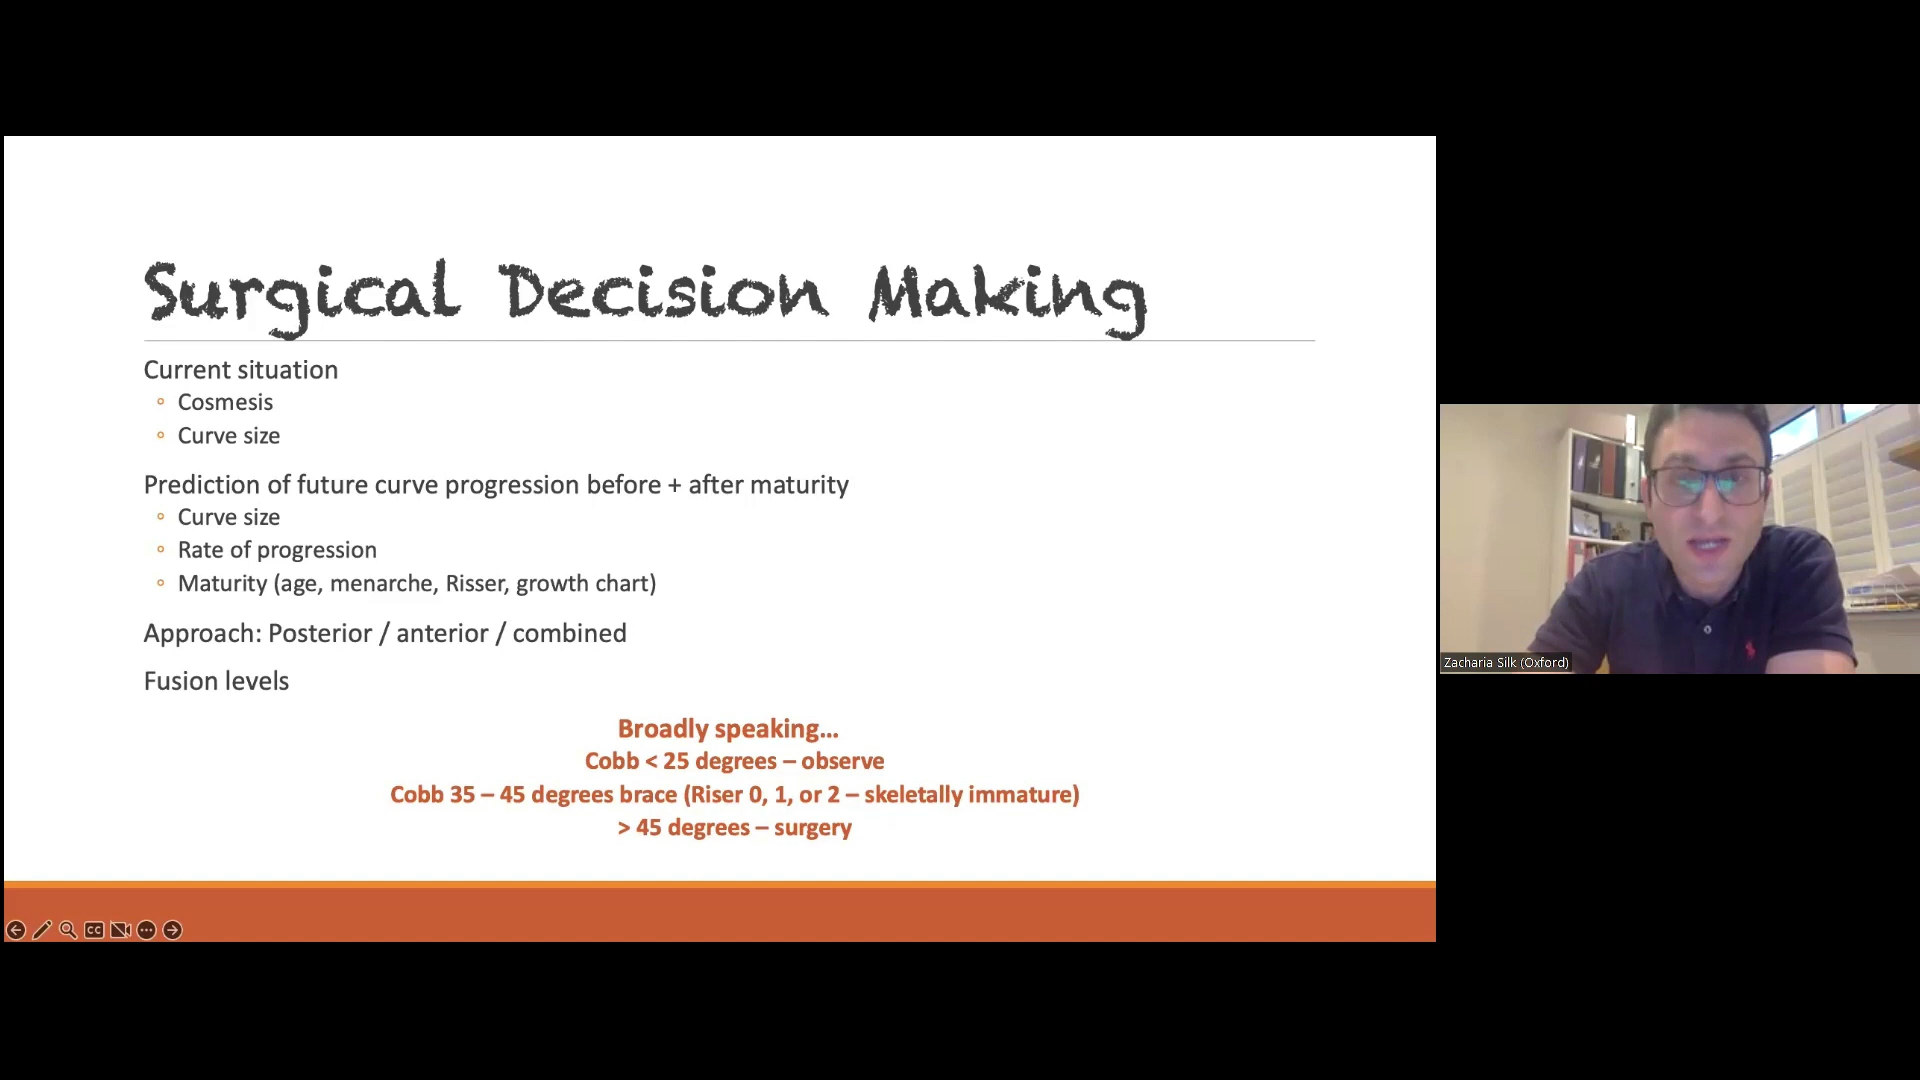 Surgical Decision Making
Current situation
◦ Cosmesis
◦ Curve size
Prediction of future curve progression before + after maturity
◦ Curve size
◦ Rate of progression
◦ Maturity (age, menarche, Risser, growth chart)
Approach: Posterior / anterior / combined
Fusion levels
Broadly speaking...
Cobb < 25 degrees – observe
Cobb 35 – 45 degrees brace (Riser 0, 1, or 2 – skeletally immature)
> 45 degrees – surgery
CC
Zacharia Silk (Oxford)